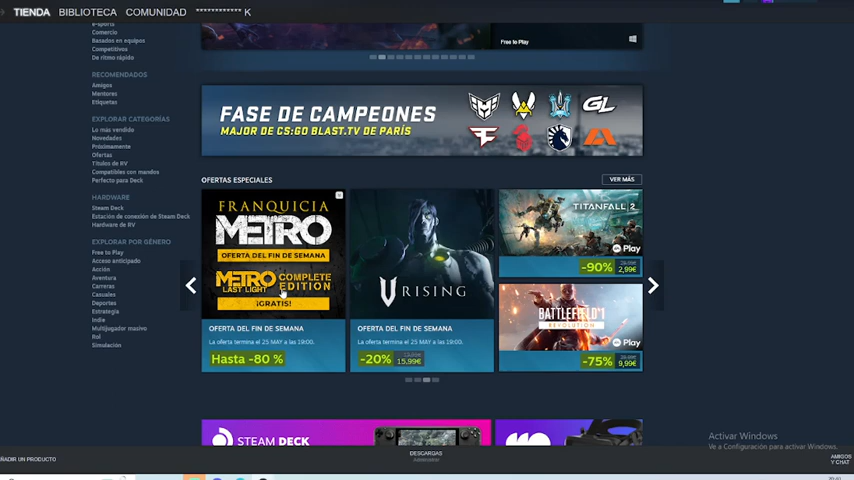 TIENDA BIBLIOTECA COMUNIDAD ************ K
e-sports
Comercio
Basados en equipos
Competitivos
De ritmo rápido
RECOMENDADOS
Amigos
Mentores
Etiquetas
EXPLORAR CATEGORÍAS
Lo más vendido
Novedades
Próximamente
Ofertas
Títulos de RV
Compatibles con mandos
Perfecto para Deck
HARDWARE
Steam Deck
Estación de conexión de Steam Deck
Hardware de RV
EXPLORAR POR GÉNERO
Free to Play
Acceso anticipado
Acción
Aventura
Carreras
Casuales
Deportes
Estrategia
Indie
Multijugador masivo
Rol
Simulación
Free to Play
FASE DE CAMPEONES
MAJOR DE CS:GO BLAST.TV DE PARÍS
GL
OFERTAS ESPECIALES
VER MÁS
FRANQUICIA
METRO
OFERTA DEL FIN DE SEMANA
METRO LAST LIGHT COMPLETE EDITION
¡GRATIS!
OFERTA DEL FIN DE SEMANA
La oferta termina el 25 MAY a las 19:00.
Hasta -80 %
V RISING
OFERTA DEL FIN DE SEMANA
La oferta termina el 25 MAY a las 19:00.
-20%
15,99€
TITANFALL 2
EA Play
-90%
2,99€
BATTLEFIELD 1
REVOLUTION
EA Play
-75%
9,99€
STEAM DECK
Activar Windows
Ve a Configuración para activar Windows.
ÑADIR UN PRODUCTO
DESCARGAS
AMIGOS
Y CHAT